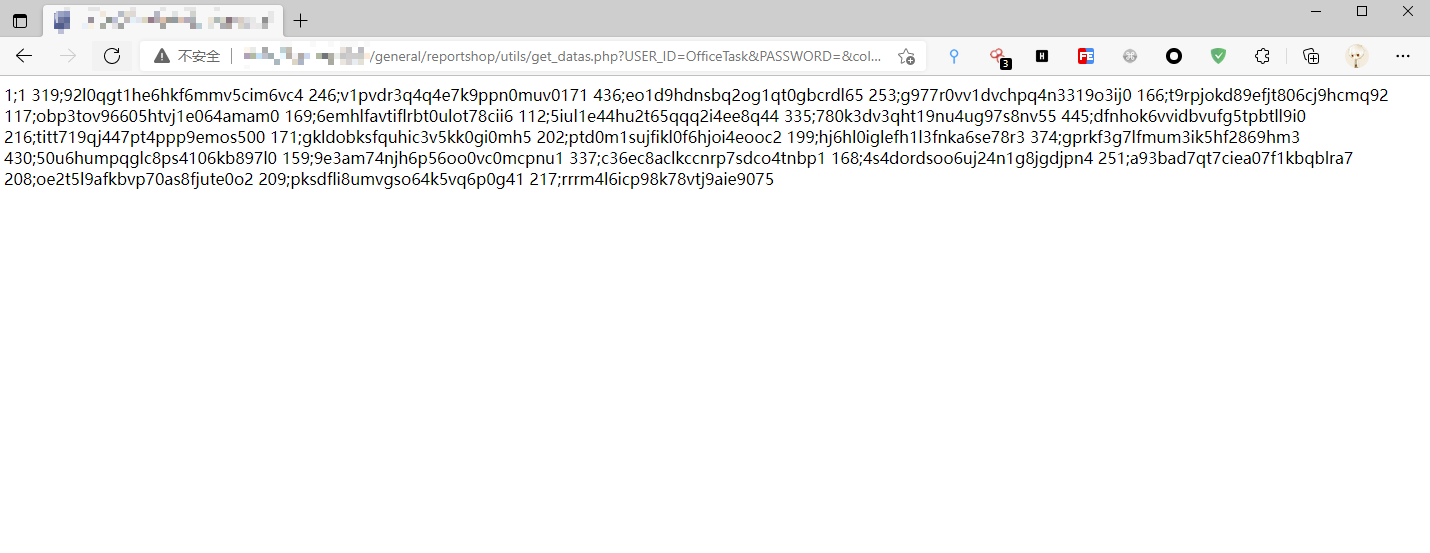 不安全
/general/reportshop/utils/get_datas.php?USER_ID=OfficeTask&PASSWORD=&col...
3
H
1;1 319;92l0qgt1he6hkf6mmv5cim6vc4 246;v1pvdr3q4q4e7k9ppn0muv0171 436;eo1d9hdnsbq2og1qt0gbcrdl65 253;g977r0vv1dvchpq4n3319o3ij0 166;t9rpjokd89efjt806cj9hcmq92
117;obp3tov96605htvj1e064amam0 169;6emhlfavtiflrbt0ulot78cii6 112;5iul1e44hu2t65qqq2i4ee8q44 335;780k3dv3qht19nu4ug97s8nv55 445;dfnhok6vvidbvufg5tpbtll9i0
216;titt719qj447pt4ppp9emos500 171;gkldobksfquhic3v5kk0gi0mh5 202;ptd0m1sujfikl0f6hjoi4eooc2 199;hj6hl0iglefh1l3fnka6se78r3 374;gprkf3g7lfmum3ik5hf2869hm3
430;50u6humpqglc8ps4106kb897l0 159;9e3am74njh6p56oo0vc0mcpnu1 337;c36ec8aclkccnrp7sdco4tnbp1 168;4s4dordsoo6uj24n1g8jgdjpn4 251;a93bad7qt7ciea07f1kbqblra7
208;oe2t5l9afkbvp70as8fjute0o2 209;pksdfli8umvgso64k5vq6p0g41 217;rrrm4l6icp98k78vtj9aie9075